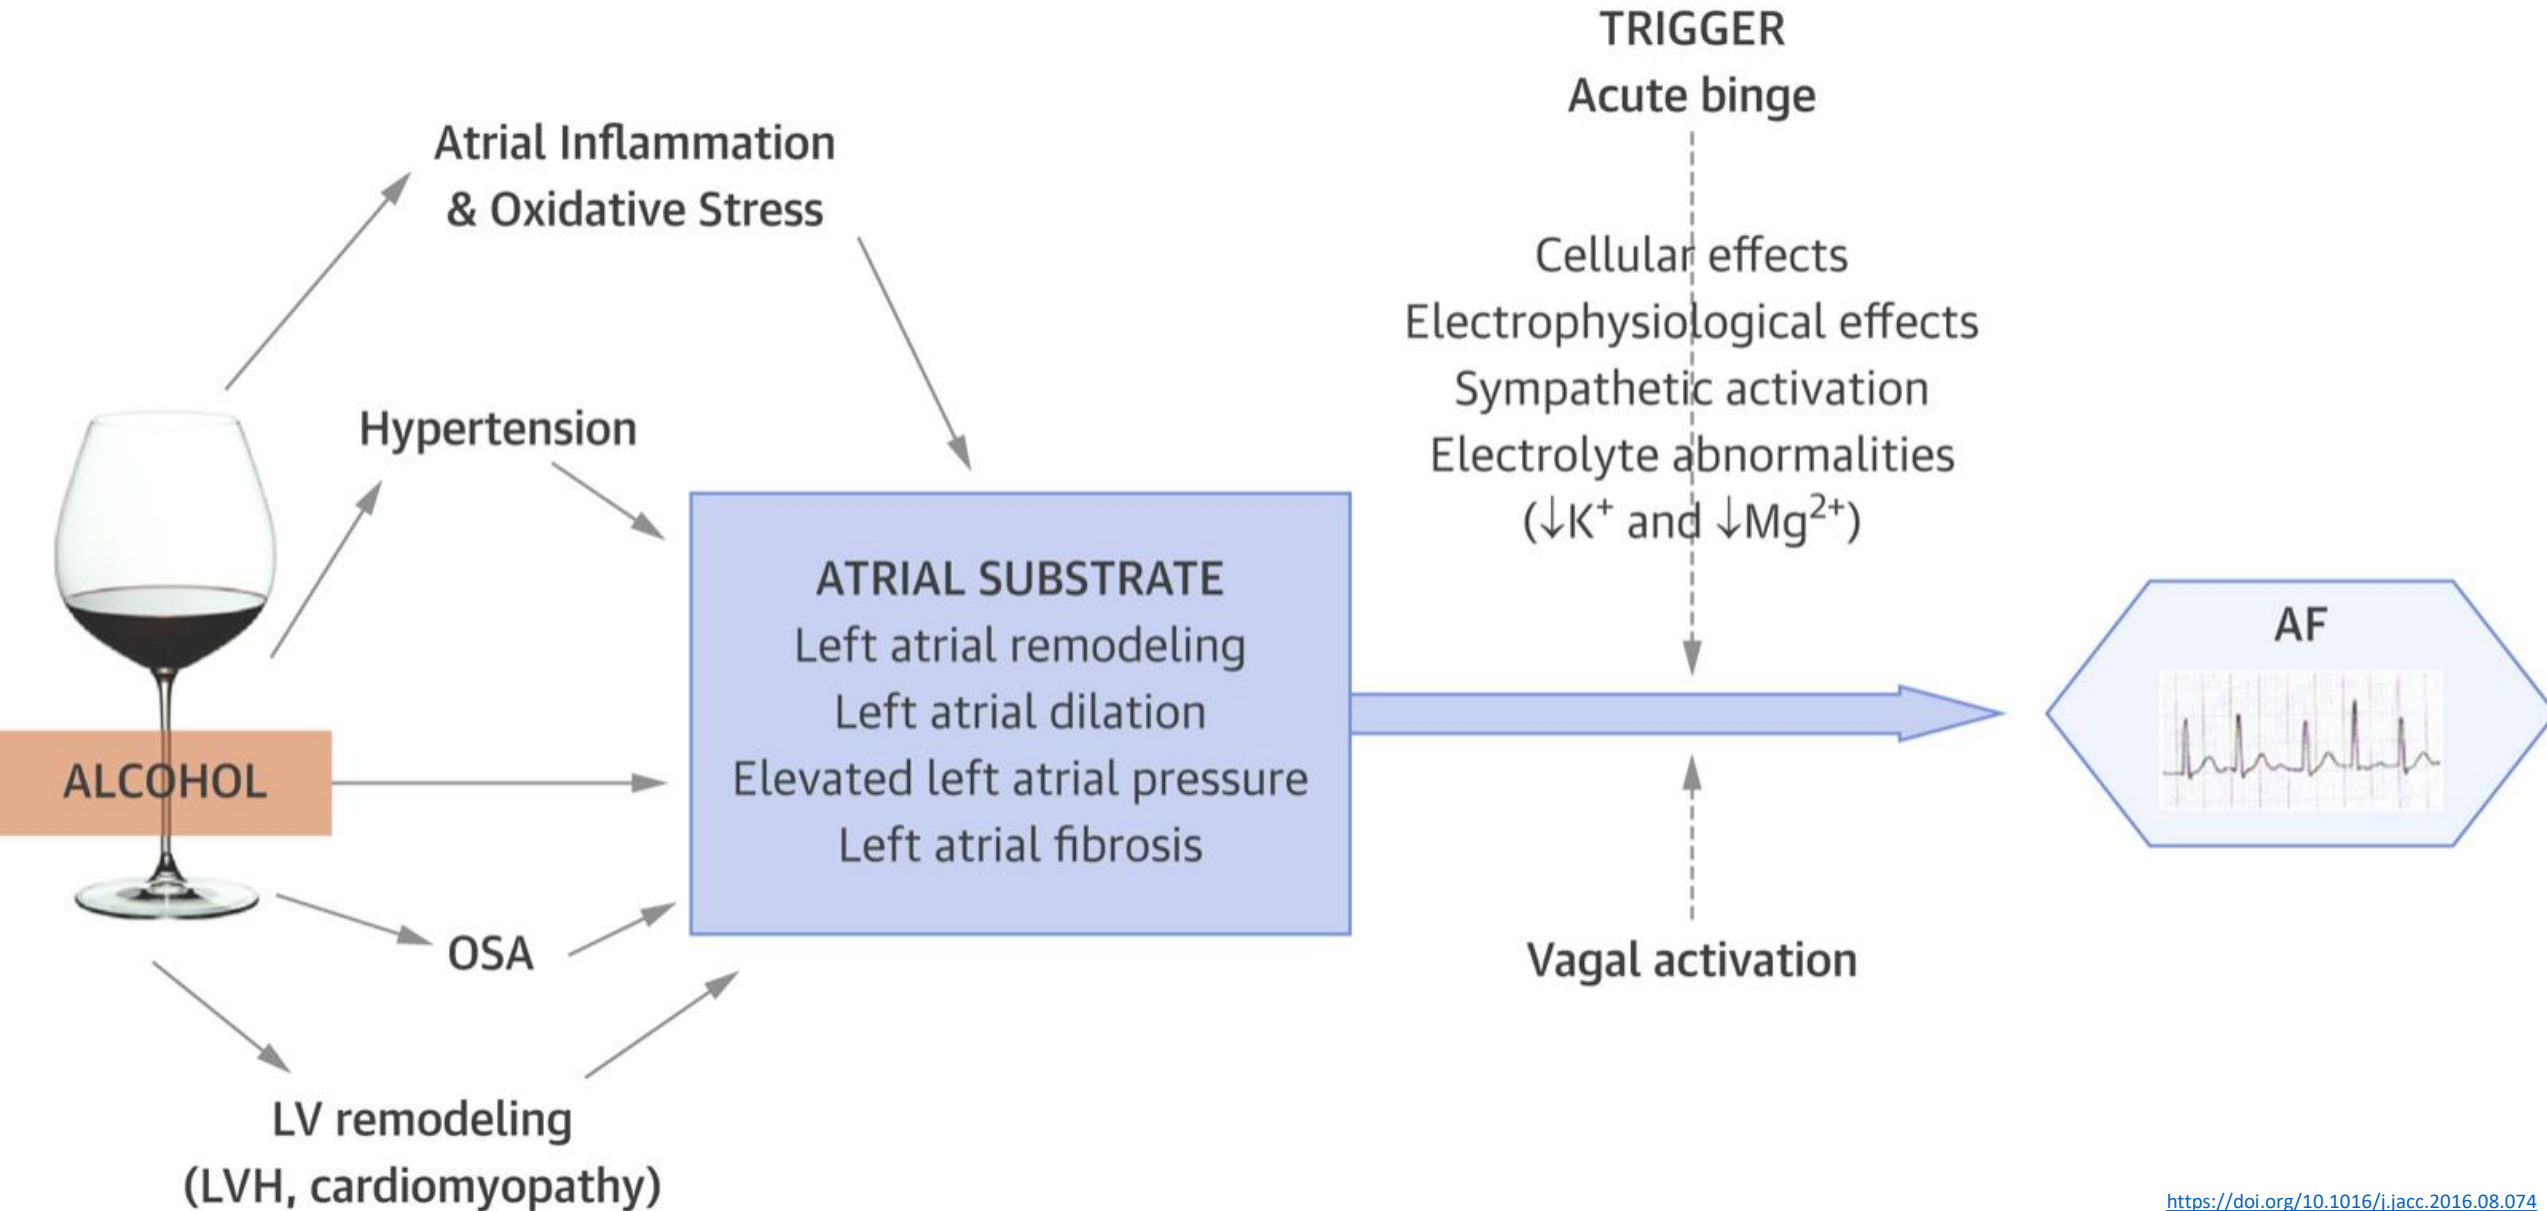 TRIGGER
Acute binge
Atrial Inflammation
& Oxidative Stress
Cellular effects
Electrophysiological effects
Sympathetic activation
Electrolyte abnormalities
(↓K⁺ and ↓Mg²⁺)
Hypertension
ATRIAL SUBSTRATE
Left atrial remodeling
Left atrial dilation
Elevated left atrial pressure
Left atrial fibrosis
AF
ALCOHOL
OSA
Vagal activation
LV remodeling
(LVH, cardiomyopathy)
https://doi.org/10.1016/j.jacc.2016.08.074